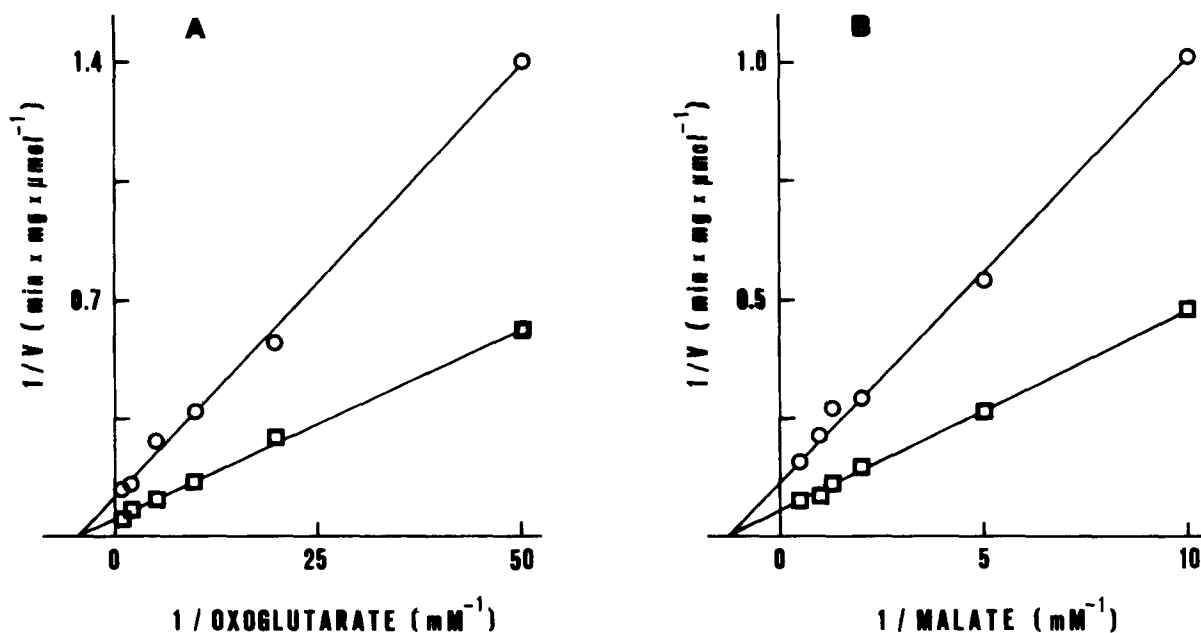 A
1.4
0.7
0 25 50
1/V (min x mg x µmol⁻¹)
1/OXOGLUTARATE (mM⁻¹)
B
1.0
0.5
0 5 10
1/V (min x mg x µmol⁻¹)
1/MALATE (mM⁻¹)